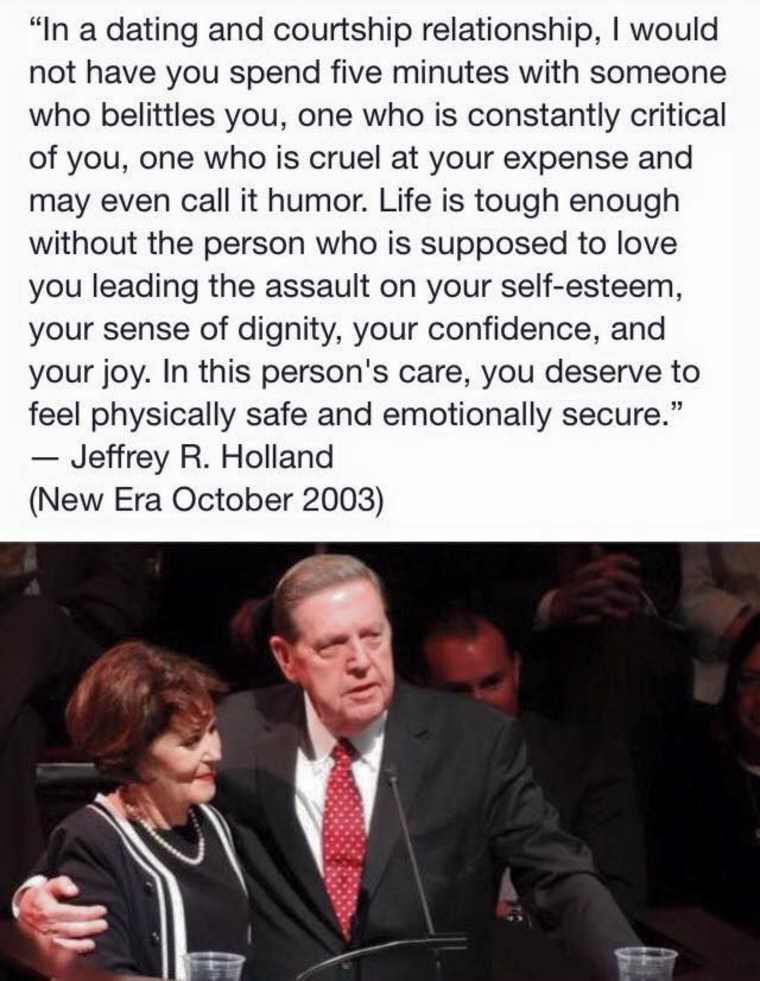 “In a dating and courtship relationship, I would
not have you spend five minutes with someone
who belittles you, one who is constantly critical
of you, one who is cruel at your expense and
may even call it humor. Life is tough enough
without the person who is supposed to love
you leading the assault on your self-esteem,
your sense of dignity, your confidence, and
your joy. In this person's care, you deserve to
feel physically safe and emotionally secure.”
— Jeffrey R. Holland
(New Era October 2003)